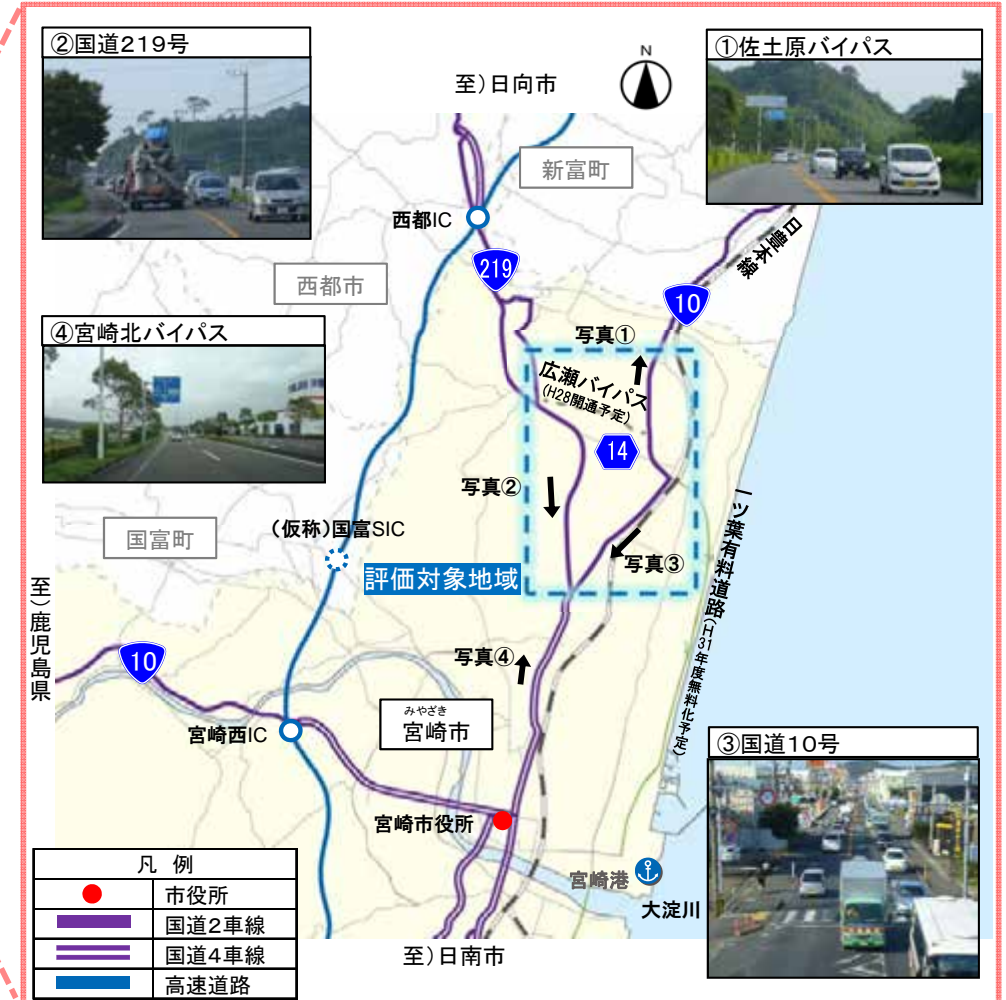 ②国道219号
①佐土原バイパス
N
至)日向市
新富町
西都IC
日豊本線
219
西都市
10
④宮崎北バイパス
写真①
広瀬バイパス
(H28開通予定)
14
写真②
一ツ葉有料道路(H31年度無料化予定)
(仮称)国富SIC
国富町
写真③
評価対象地域
至)鹿児島県
10
写真④
みやざき
宮崎市
宮崎西IC
③国道10号
宮崎市役所
宮崎港
大淀川
至)日南市
凡 例
市役所
国道2車線
国道4車線
高速道路